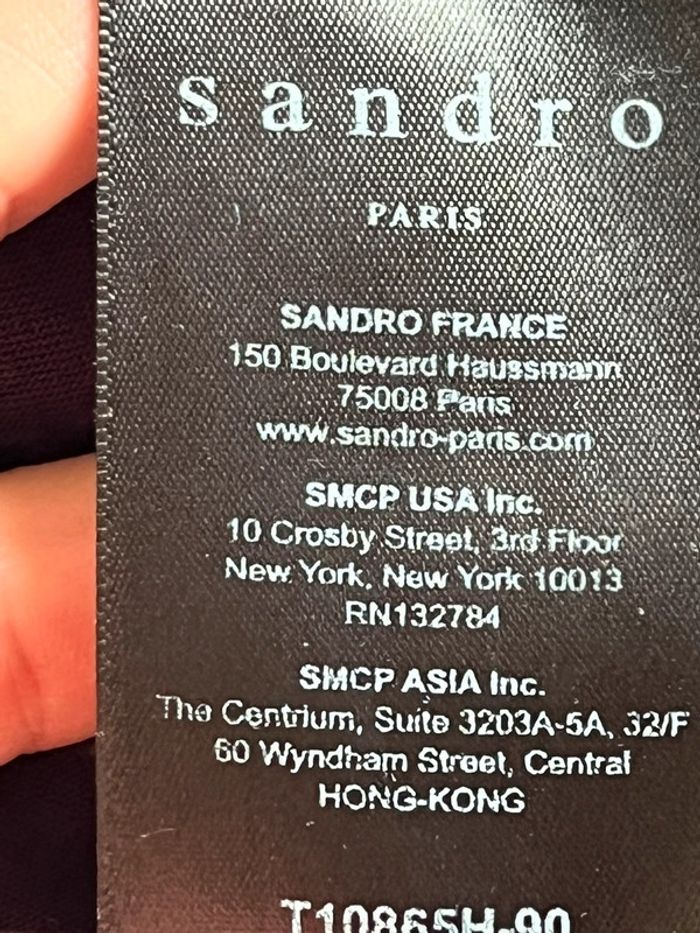 sandro
PARIS
SANDRO FRANCE
150 Boulevard Haussmann
75008 Paris
www.sandro-paris.com
SMCP USA Inc.
10 Crosby Street, 3rd Floor
New York, New York 10013
RN132784
SMCP ASIA Inc.
The Centrium, Suite 3203A-5A, 32/F
60 Wyndham Street, Central
HONG-KONG
T10865H-90